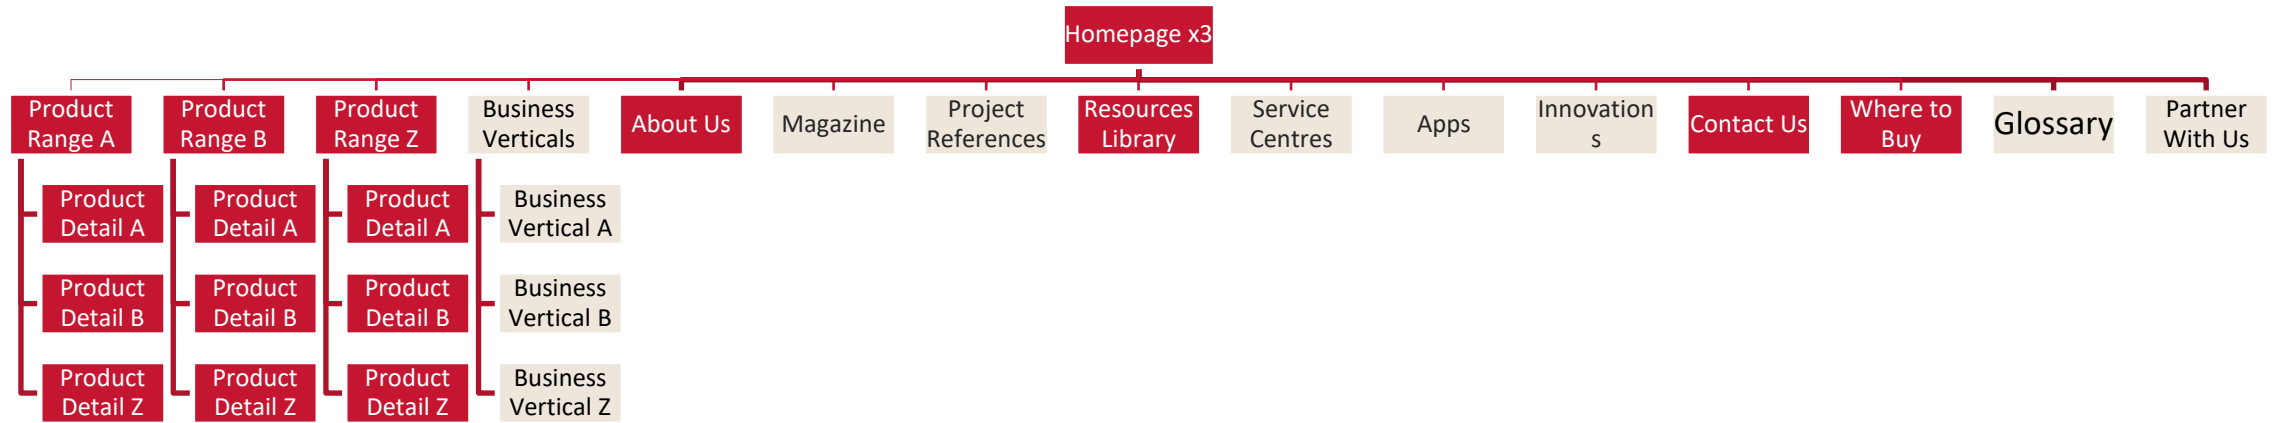 Homepage x3
Product
Range A
Product
Range B
Product
Range Z
Business
Verticals
About Us
Magazine
Project
References
Resources
Library
Service
Centres
Apps
Innovation
s
Contact Us
Where to
Buy
Glossary
Partner
With Us
Product
Detail A
Product
Detail A
Product
Detail A
Business
Vertical A
Product
Detail B
Product
Detail B
Product
Detail B
Business
Vertical B
Product
Detail Z
Product
Detail Z
Product
Detail Z
Business
Vertical Z